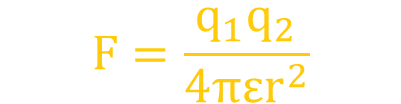 F = q₁q₂ / 4πεr²